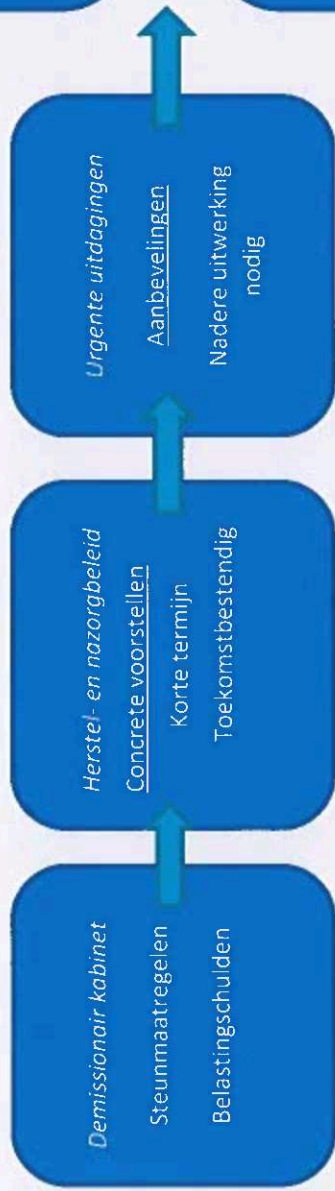 Demissionair kabinet
Steunmaatregelen
Belastingschulden
Herstel- en nazorgbeleid
Concrete voorstellen
Korte termijn
Toekomstbestendig
Urgente uitdagingen
Aanbevelingen
Nadere uitwerking
nodig